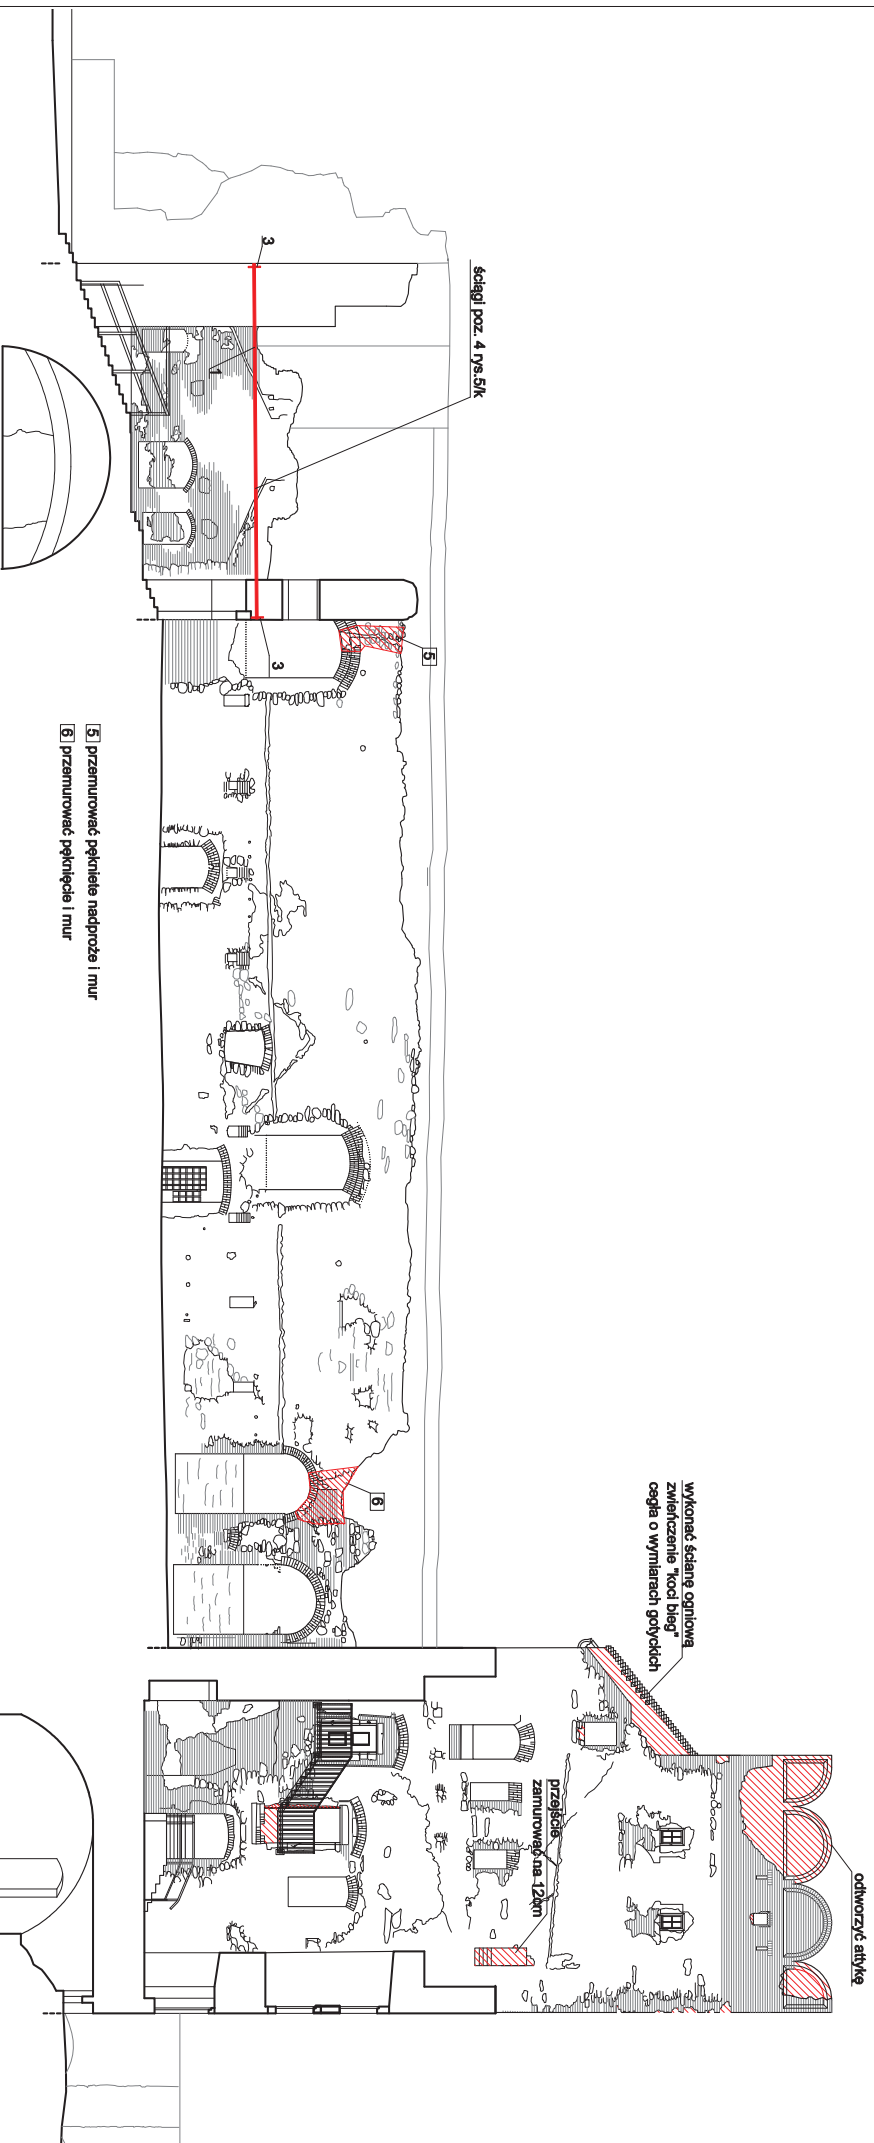 ściągi poz. 4 rys.5/k
3
1
3
5
5 przemurować pękniete nadproże i mur
6 przemurować pęknięcie i mur
6
wykonać ścianę ogniową
zwieńczenie "koci bieg"
cegła o wymiarach gotyckich
przejście
zamurować na 12cm
odtworzyć attykę